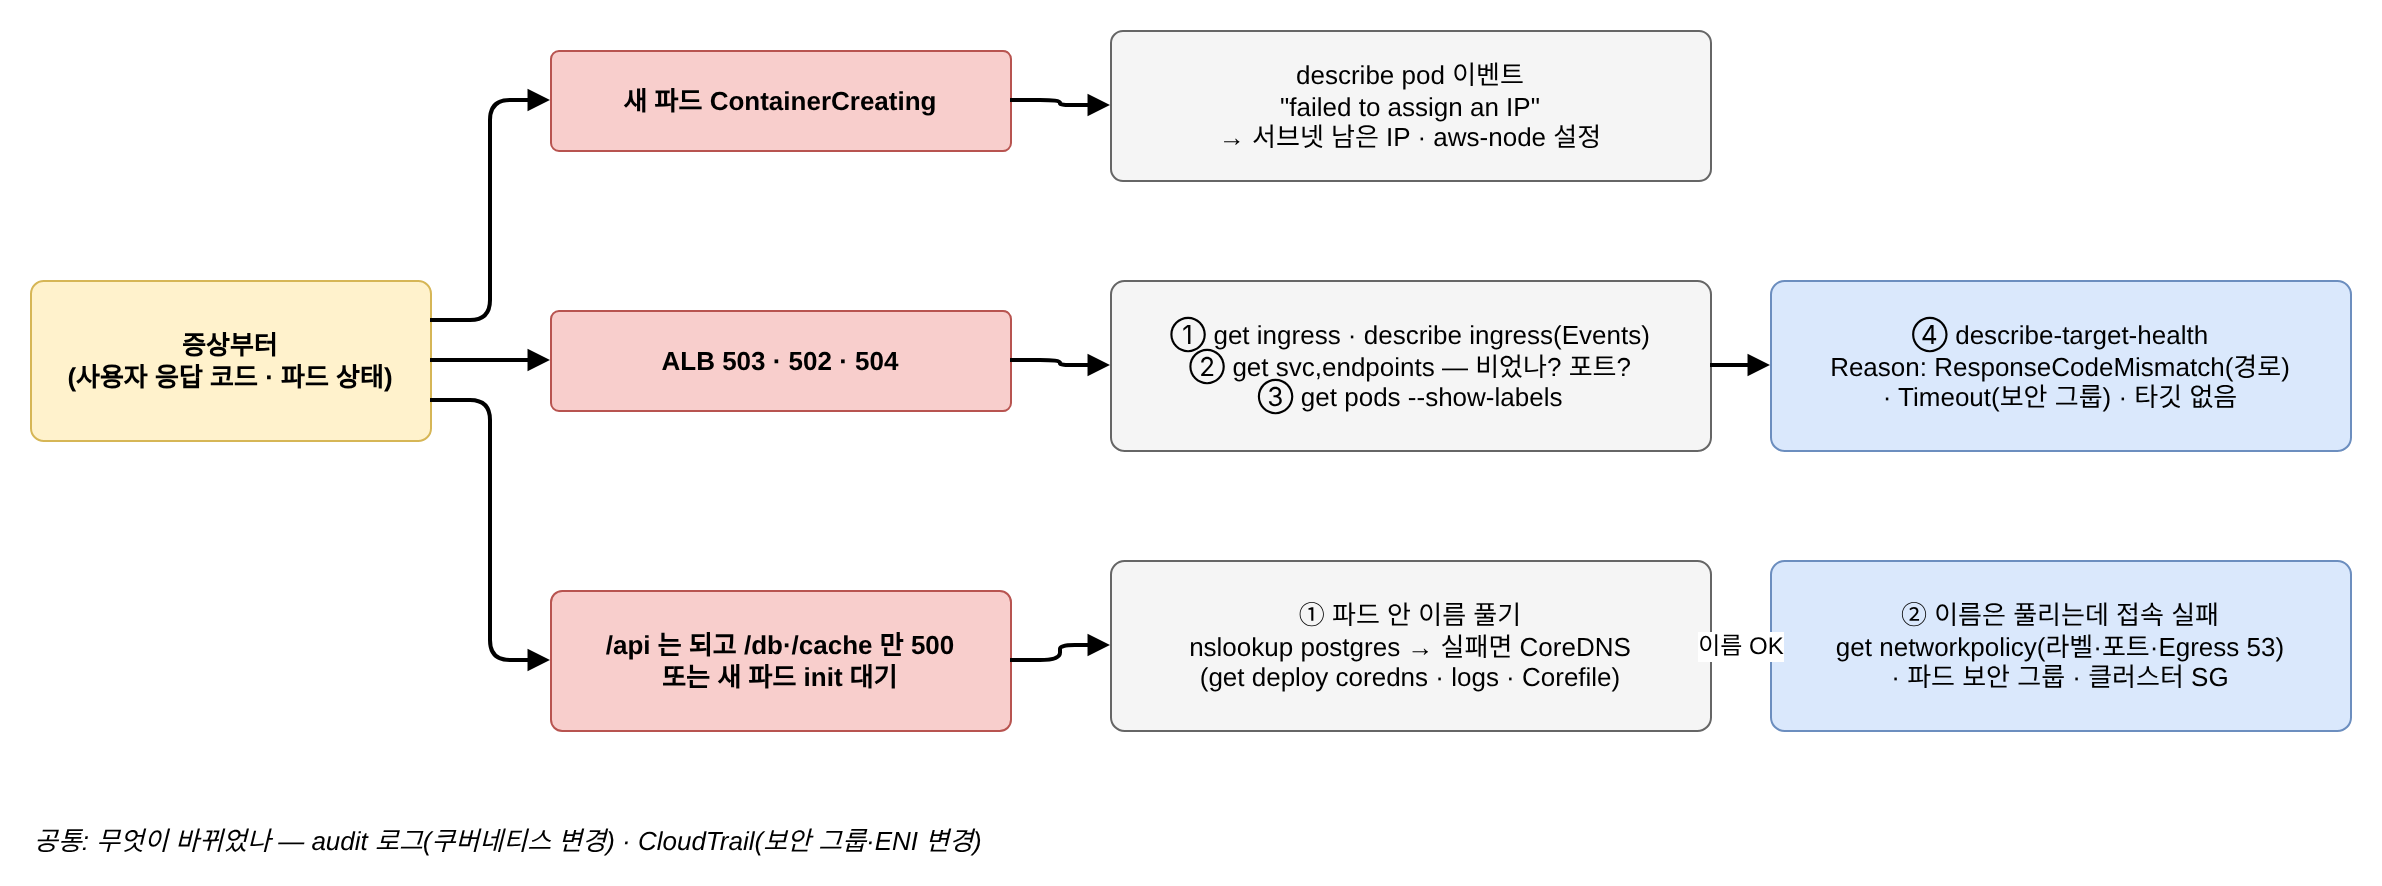 새 파드 ContainerCreating
describe pod 이벤트
"failed to assign an IP"
→ 서브넷 남은 IP · aws-node 설정
증상부터
(사용자 응답 코드 · 파드 상태)
ALB 503 · 502 · 504
① get ingress · describe ingress(Events)
② get svc,endpoints — 비었나? 포트?
③ get pods --show-labels
④ describe-target-health
Reason: ResponseCodeMismatch(경로)
· Timeout(보안 그룹) · 타깃 없음
/api 는 되고 /db·/cache 만 500
또는 새 파드 init 대기
① 파드 안 이름 풀기
nslookup postgres → 실패면 CoreDNS
(get deploy coredns · logs · Corefile)
이름 OK
② 이름은 풀리는데 접속 실패
get networkpolicy(라벨·포트·Egress 53)
· 파드 보안 그룹 · 클러스터 SG
공통: 무엇이 바뀌었나 — audit 로그(쿠버네티스 변경) · CloudTrail(보안 그룹·ENI 변경)